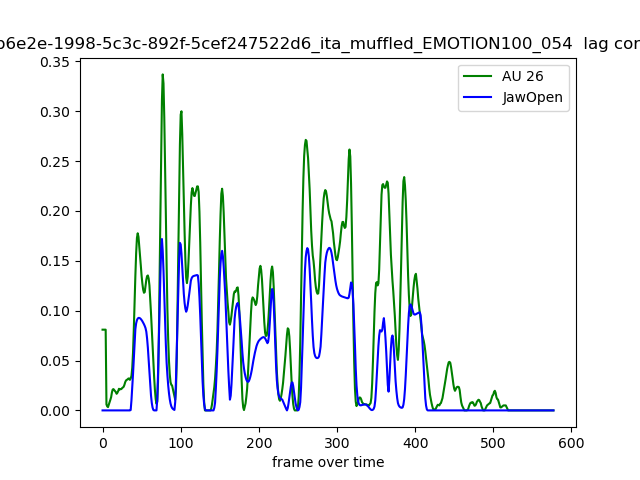 b6e2e-1998-5c3c-892f-5cef247522d6_ita_muffled_EMOTION100_054 lag cor
0.35
AU 26
JawOpen
0.30
0.25
0.20
0.15
0.10
0.05
0.00
0 100 200 300 400 500 600
frame over time